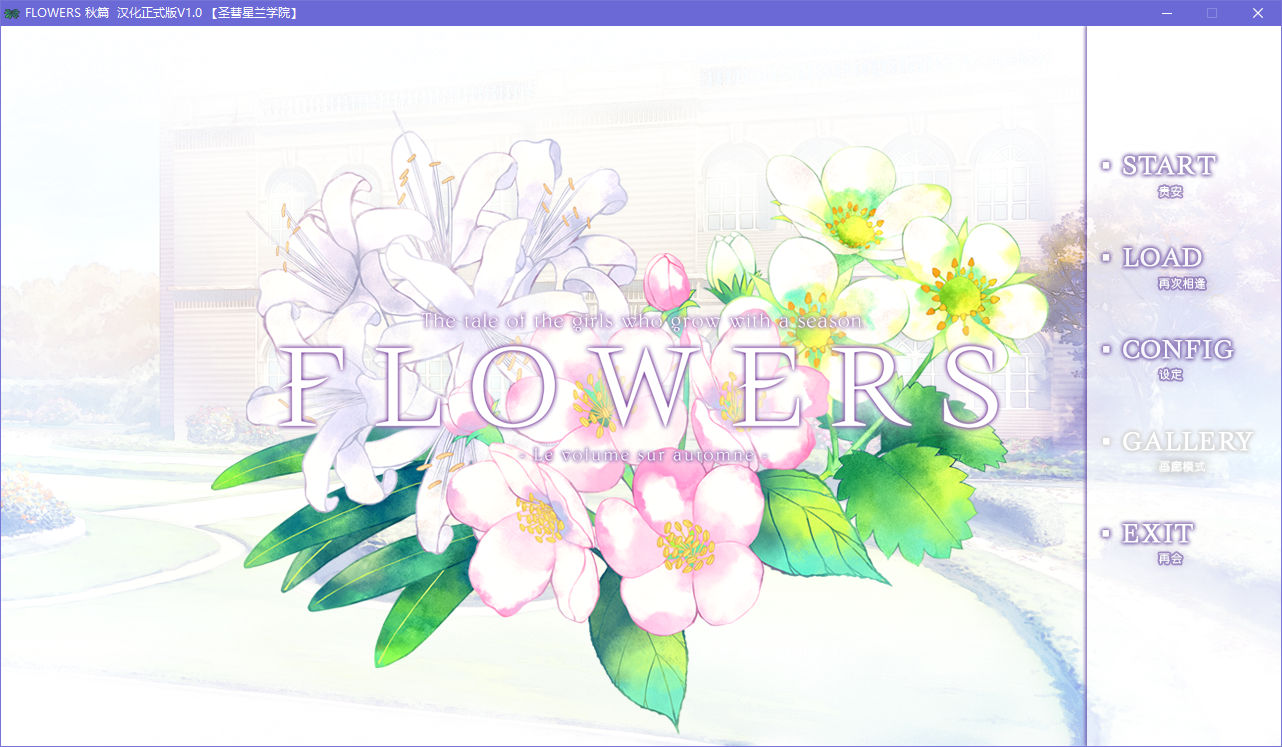 FLOWERS 秋篇 汉化正式版V1.0 【圣彗星兰学院】
The tale of the girls who grow with a season
FLOWERS
- Le volume sur automne -
START
贵安
LOAD
再次相逢
CONFIG
设定
GALLERY
画廊模式
EXIT
再会